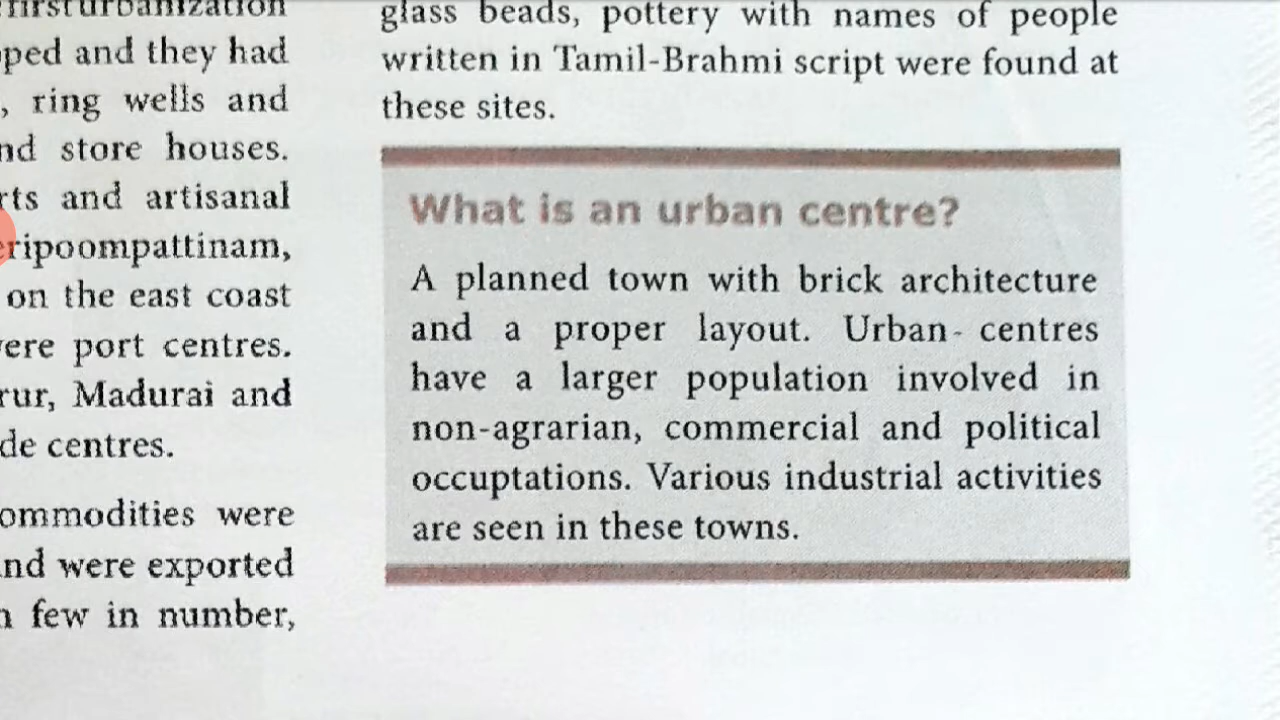 ped and they had
, ring wells and
nd store houses.
rts and artisanal
eripoompattinam,
on the east coast
ere port centres.
rur, Madurai and
de centres.
ommodities were
nd were exported
few in number,
glass beads, pottery with names of people
written in Tamil-Brahmi script were found at
these sites.
What is an urban centre?
A planned town with brick architecture
and a proper layout. Urban- centres
have a larger population involved in
non-agrarian, commercial and political
occuptations. Various industrial activities
are seen in these towns.